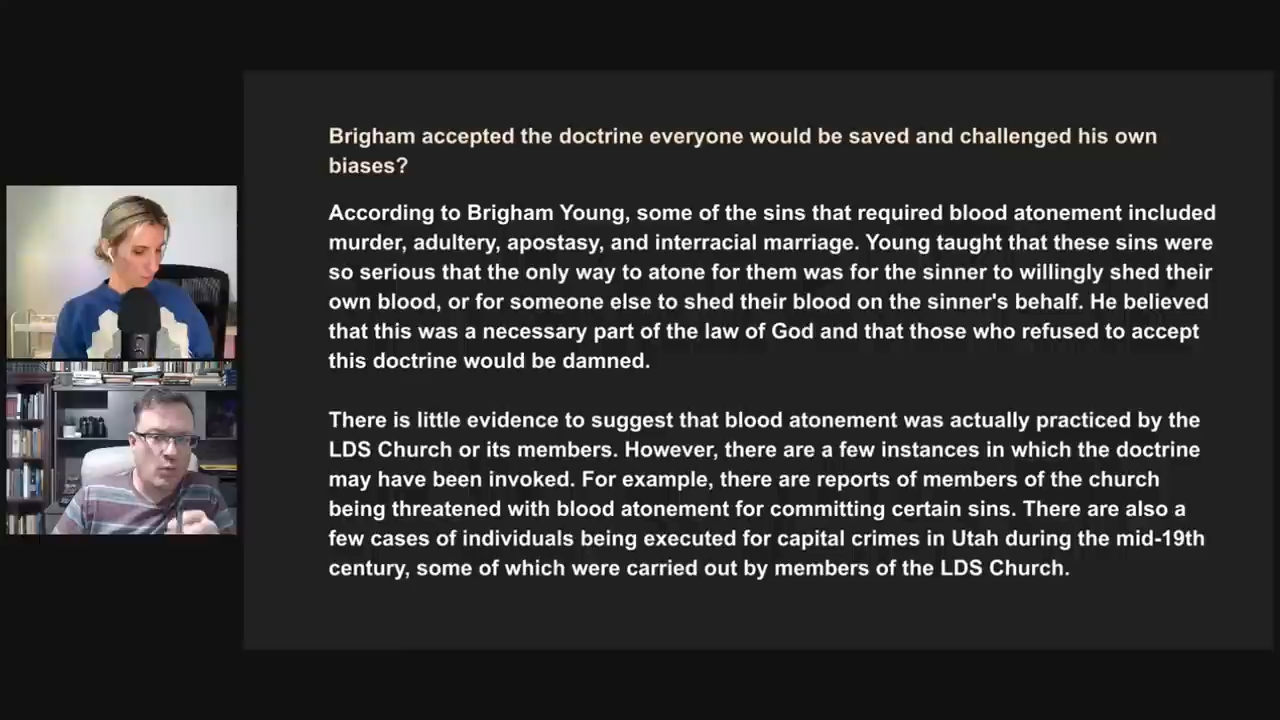 Brigham accepted the doctrine everyone would be saved and challenged his own
biases?
According to Brigham Young, some of the sins that required blood atonement included
murder, adultery, apostasy, and interracial marriage. Young taught that these sins were
so serious that the only way to atone for them was for the sinner to willingly shed their
own blood, or for someone else to shed their blood on the sinner's behalf. He believed
that this was a necessary part of the law of God and that those who refused to accept
this doctrine would be damned.
There is little evidence to suggest that blood atonement was actually practiced by the
LDS Church or its members. However, there are a few instances in which the doctrine
may have been invoked. For example, there are reports of members of the church
being threatened with blood atonement for committing certain sins. There are also a
few cases of individuals being executed for capital crimes in Utah during the mid-19th
century, some of which were carried out by members of the LDS Church.